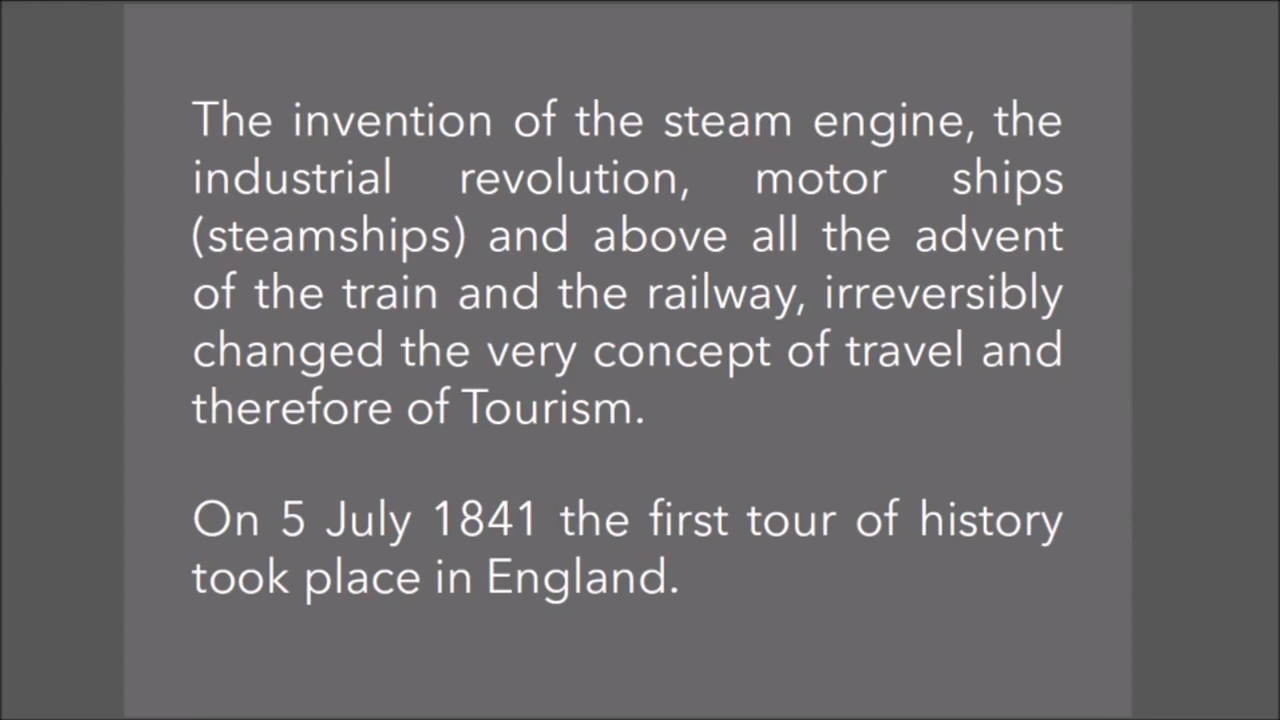 The invention of the steam engine, the
industrial revolution, motor ships
(steamships) and above all the advent
of the train and the railway, irreversibly
changed the very concept of travel and
therefore of Tourism.
On 5 July 1841 the first tour of history
took place in England.